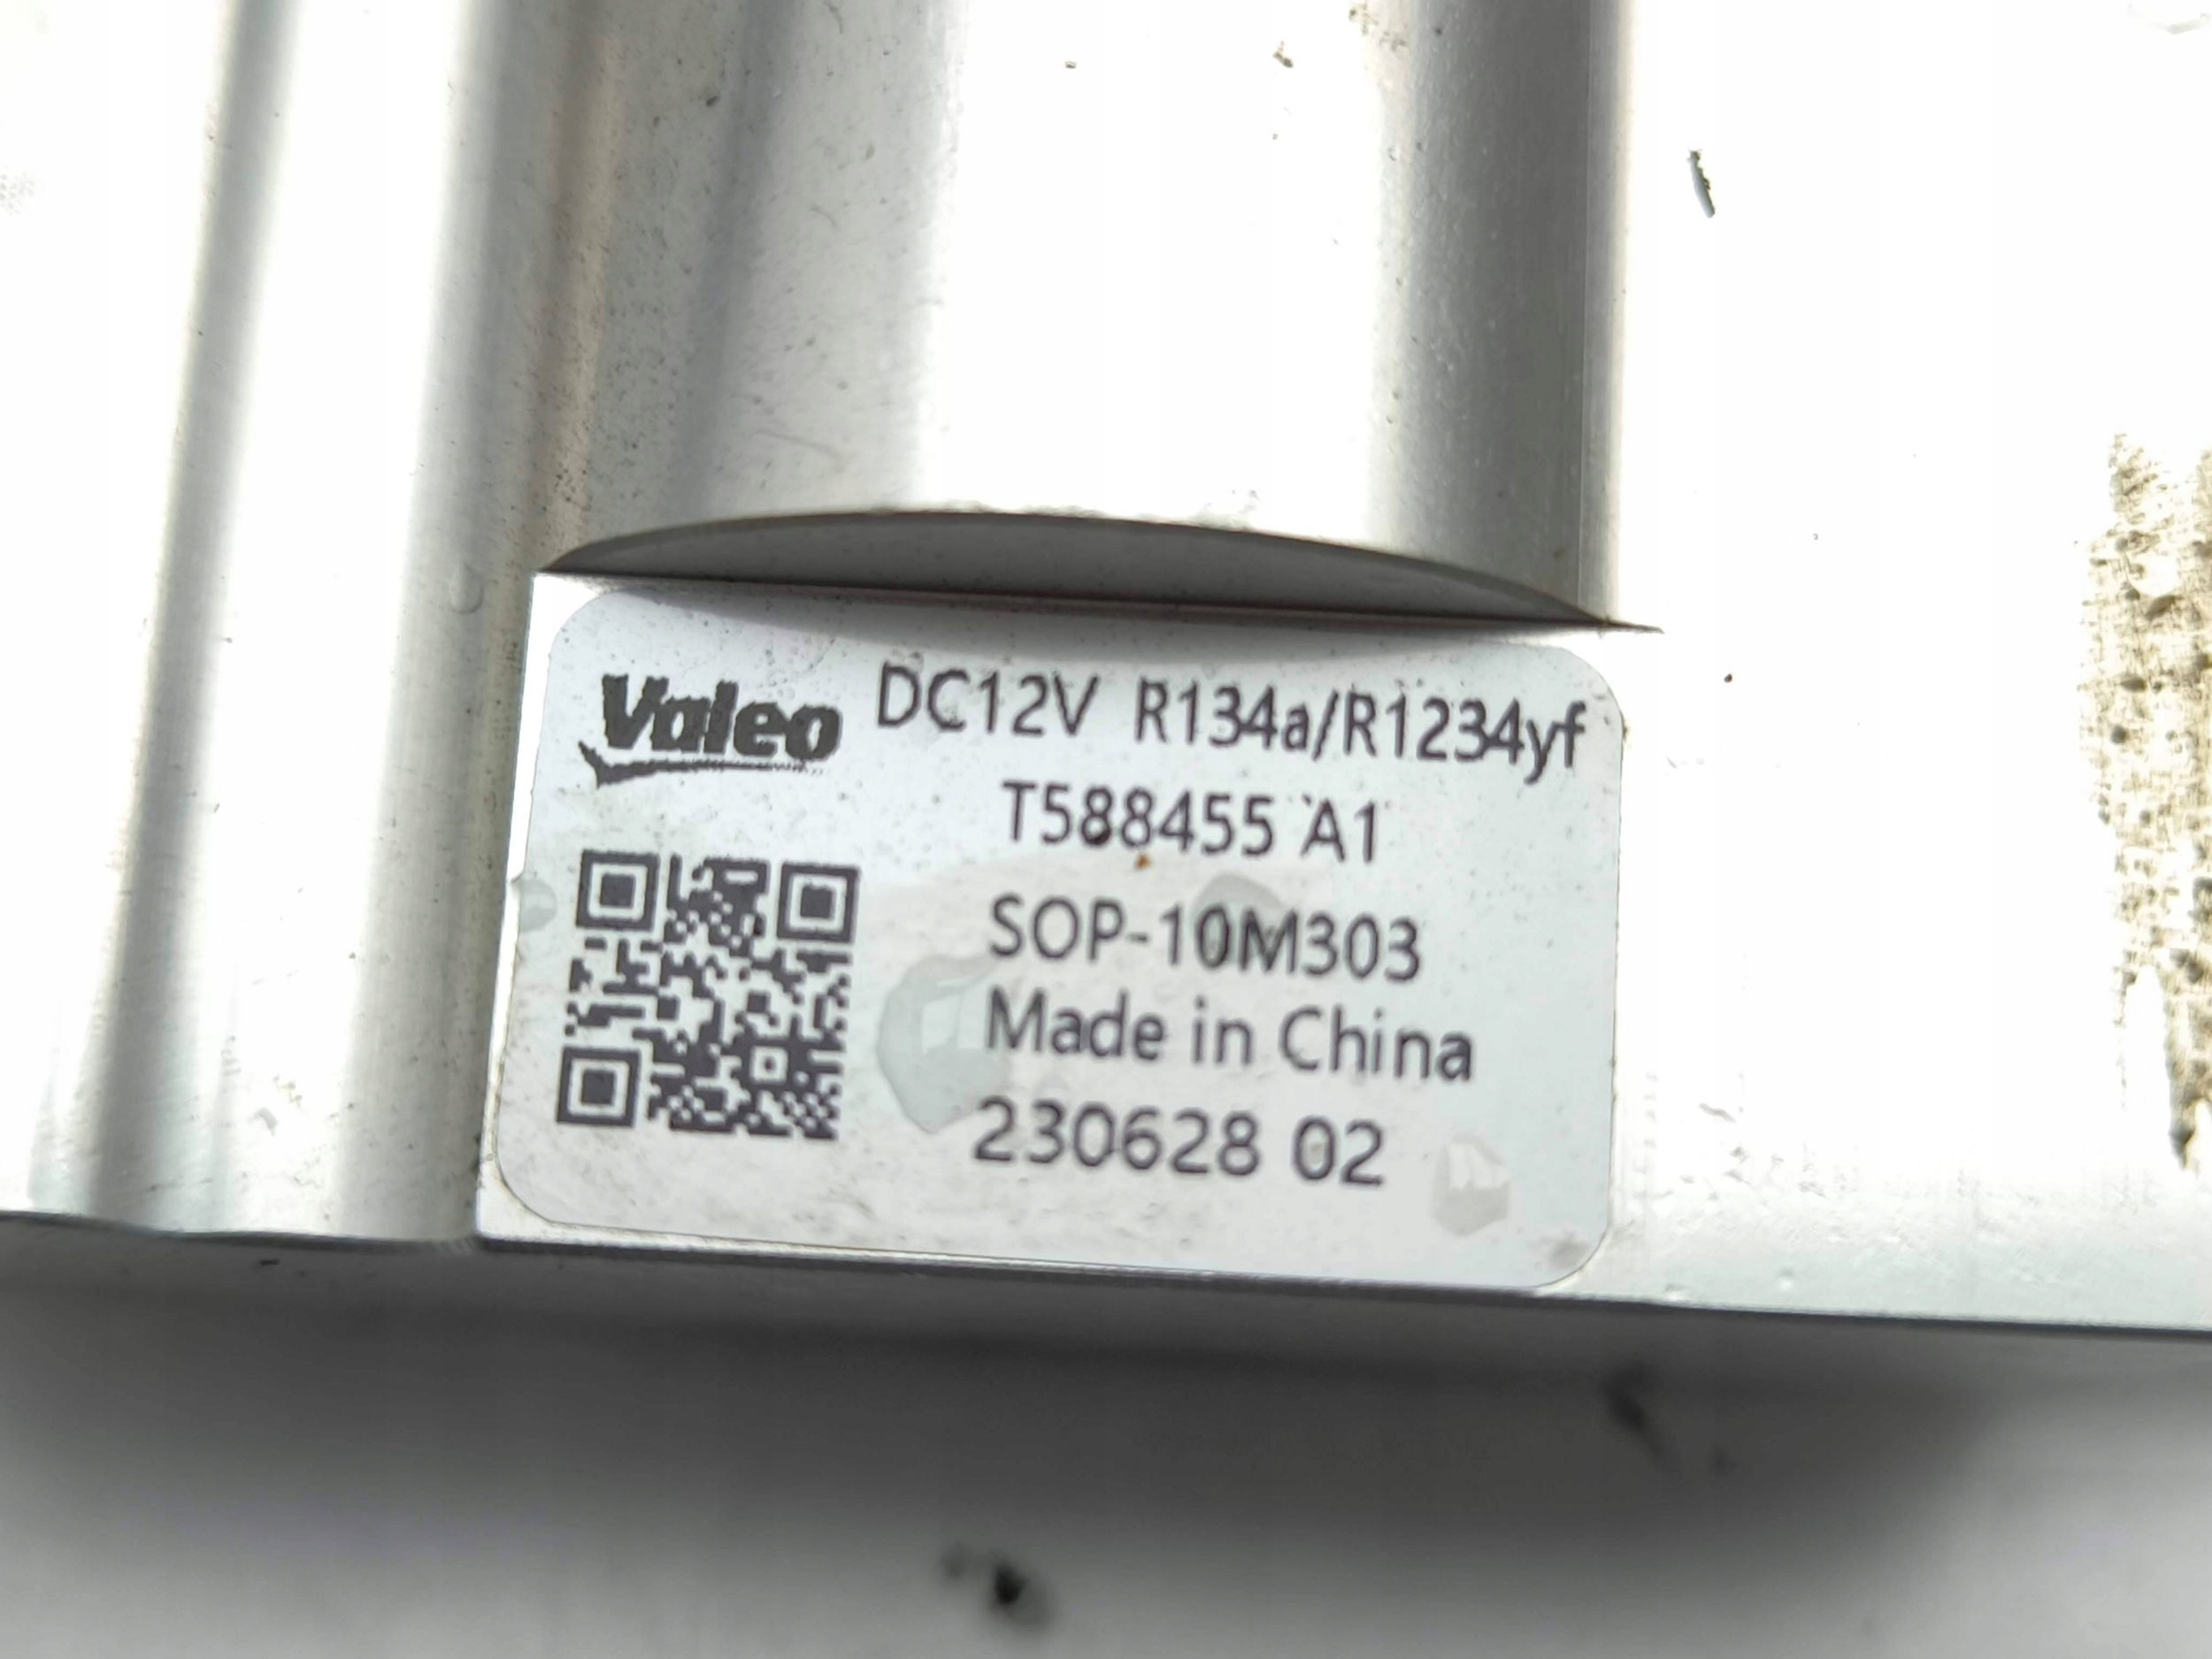 Valeo DC12V R134a/R1234yf
T588455 A1
SOP-10M303
Made in China
230628 02